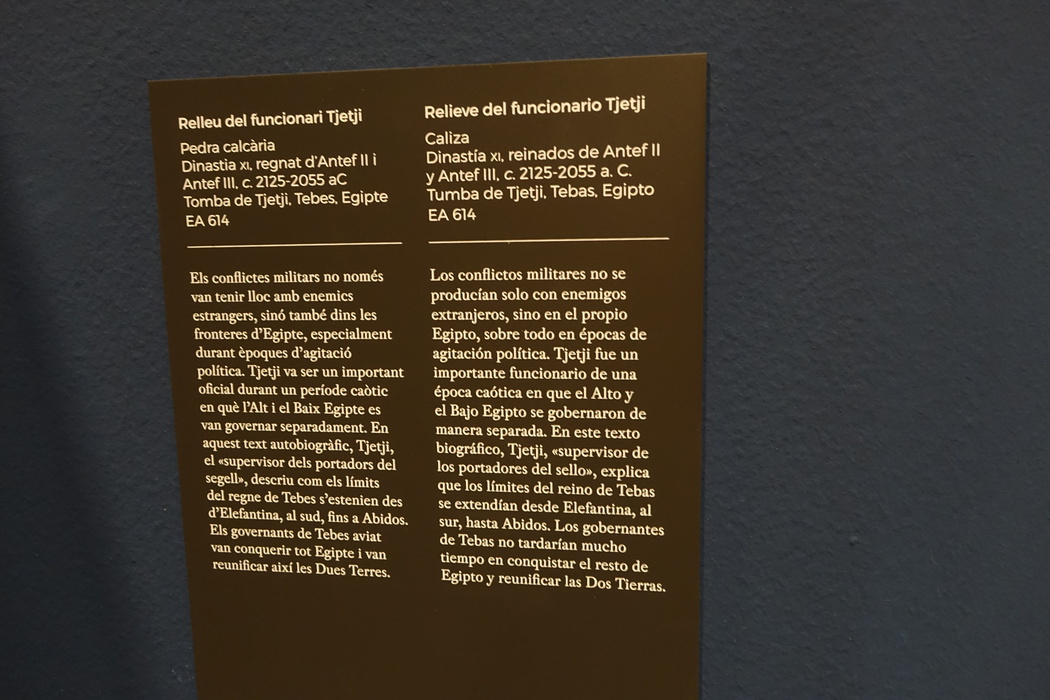 Relleu del funcionari Tjetji
Pedra calcària
Dinastia XI, regnat d'Antef II i
Antef III, c. 2125-2055 aC
Tomba de Tjetji, Tebes, Egipte
EA 614
Els conflictes militars no només
van tenir lloc amb enemics
estrangers, sinó també dins les
fronteres d'Egipte, especialment
durant èpoques d'agitació
política. Tjetji va ser un important
oficial durant un període caòtic
en què l'Alt i el Baix Egipte es
van governar separadament. En
aquest text autobiogràfic, Tjetji,
el «supervisor dels portadors del
segell», descriu com els límits
del regne de Tebes s'estenien des
d'Elefantina, al sud, fins a Abidos.
Els governants de Tebes aviat
van conquerir tot Egipte i van
reunificar així les Dues Terres.
Relieve del funcionario Tjetji
Caliza
Dinastía XI, reinados de Antef II
y Antef III, c. 2125-2055 a. C.
Tumba de Tjetji, Tebas, Egipto
EA 614
Los conflictos militares no se
producían solo con enemigos
extranjeros, sino en el propio
Egipto, sobre todo en épocas de
agitación política. Tjetji fue un
importante funcionario de una
época caótica en que el Alto y
el Bajo Egipto se gobernaron de
manera separada. En este texto
biográfico, Tjetji, «supervisor de
los portadores del sello», explica
que los límites del reino de Tebas
se extendían desde Elefantina, al
sur, hasta Abidos. Los gobernantes
de Tebas no tardarían mucho
tiempo en conquistar el resto de
Egipto y reunificar las Dos Tierras.